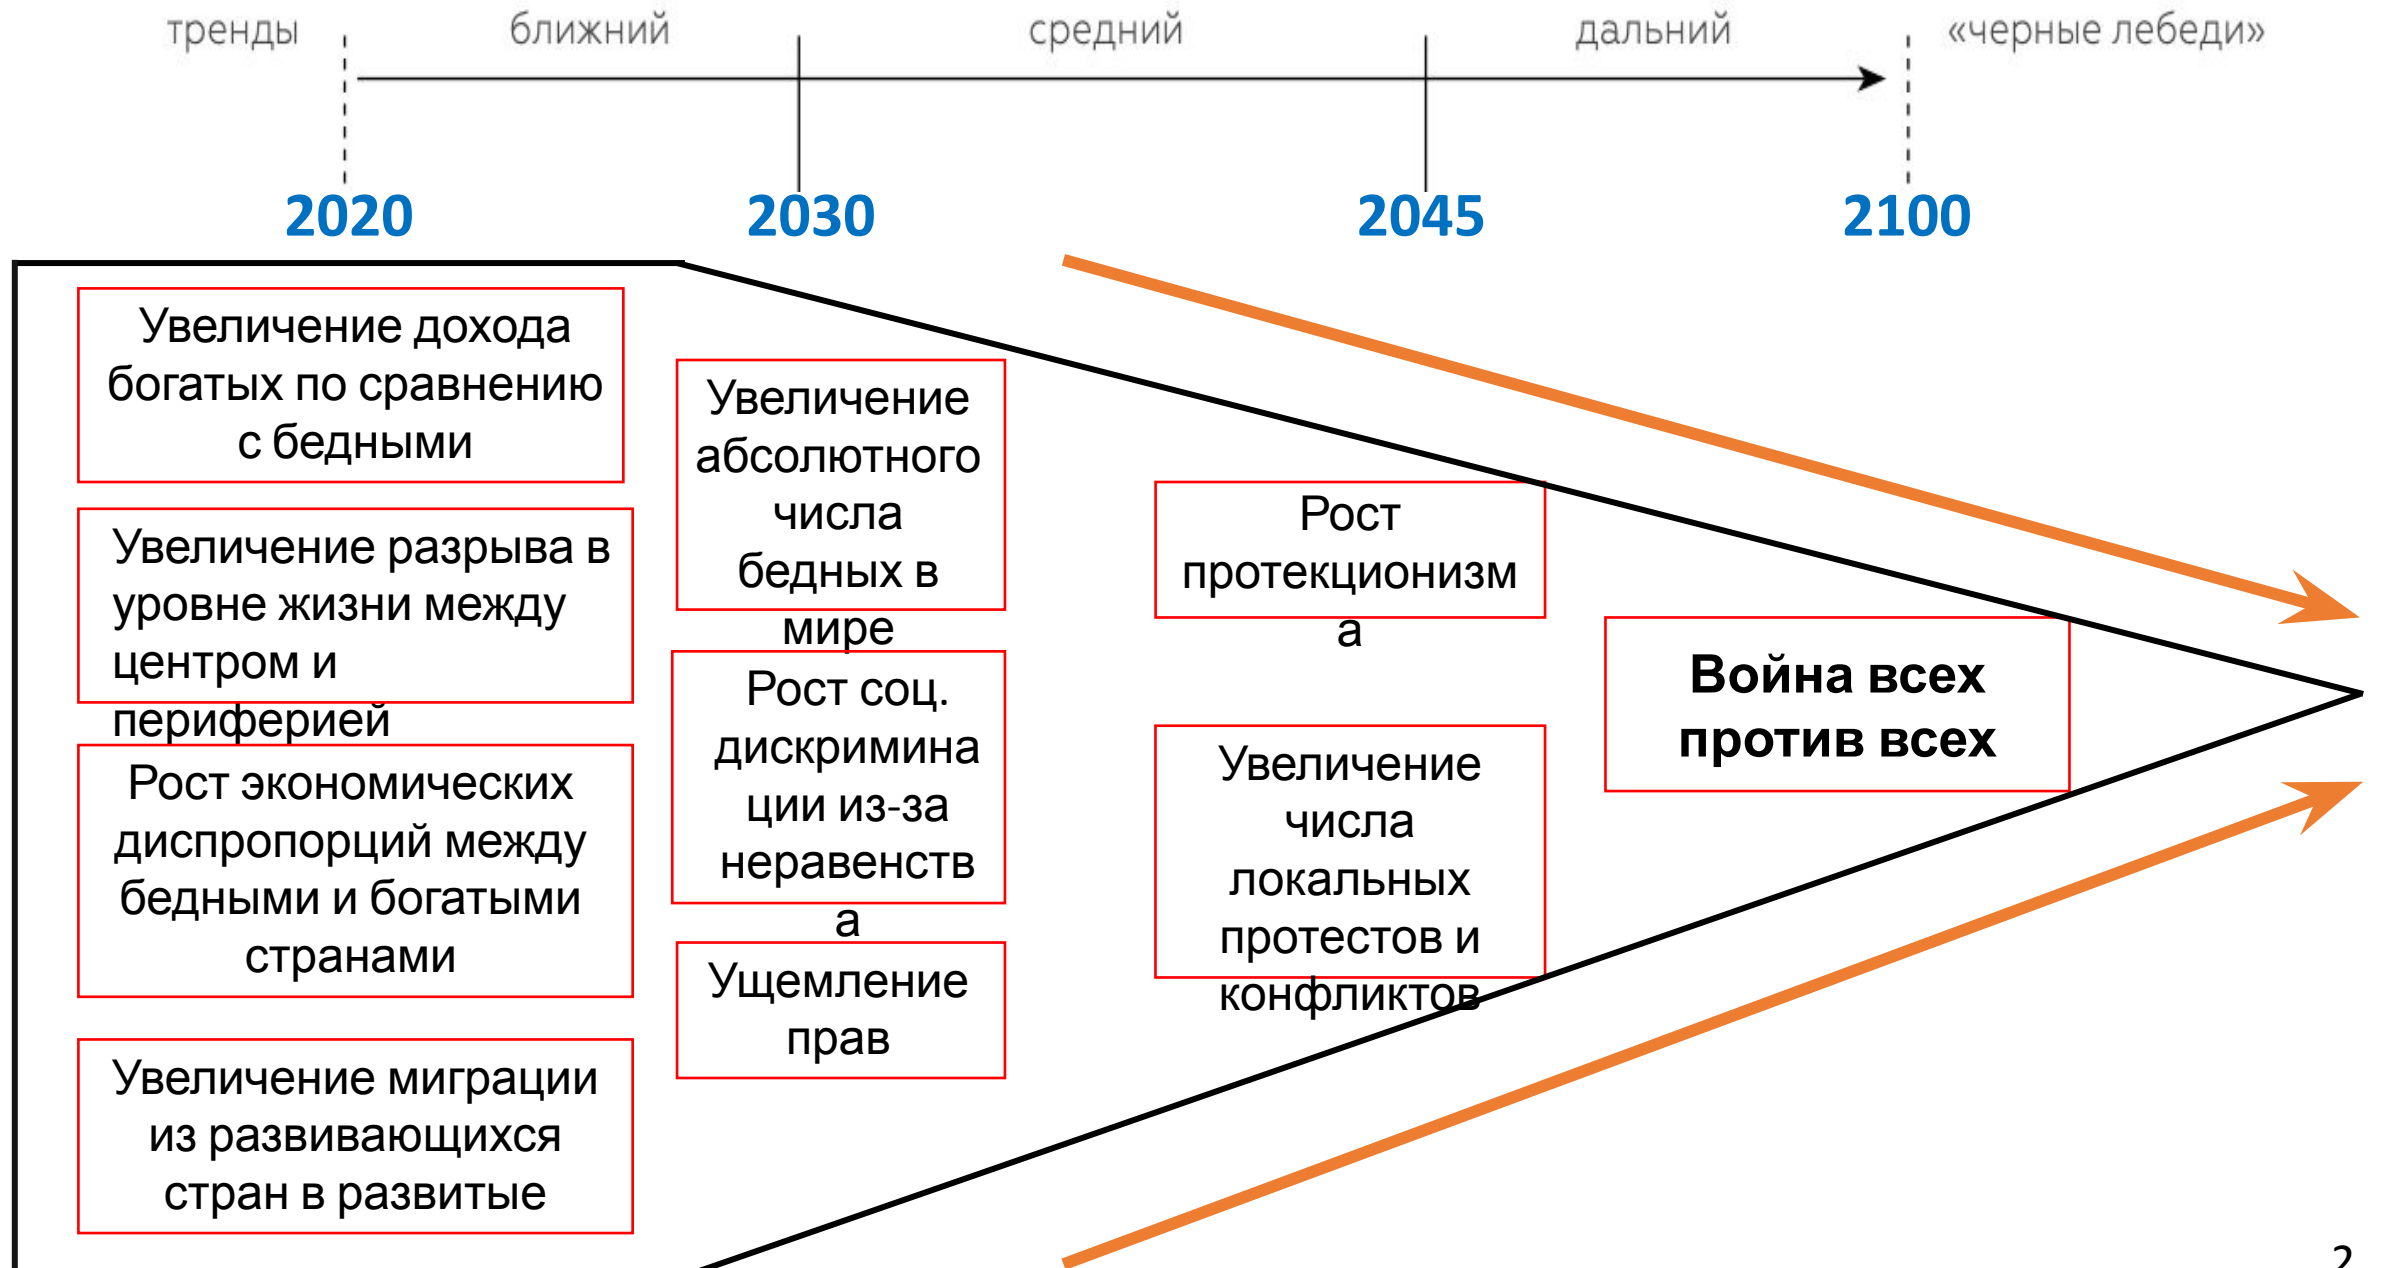 тренды
ближний
средний
дальний
«черные лебеди»
2020
2030
2045
2100
Увеличение дохода
богатых по сравнению
с бедными
Увеличение разрыва в
уровне жизни между
центром и
периферией
Рост экономических
диспропорций между
бедными и богатыми
странами
Увеличение миграции
из развивающихся
стран в развитые
Увеличение
абсолютного
числа
бедных в
мире
Рост соц.
дискримина
ции из-за
неравенств
а
Ущемление
прав
Рост
протекционизм
а
Увеличение
числа
локальных
протестов и
конфликтов
Война всех
против всех
2